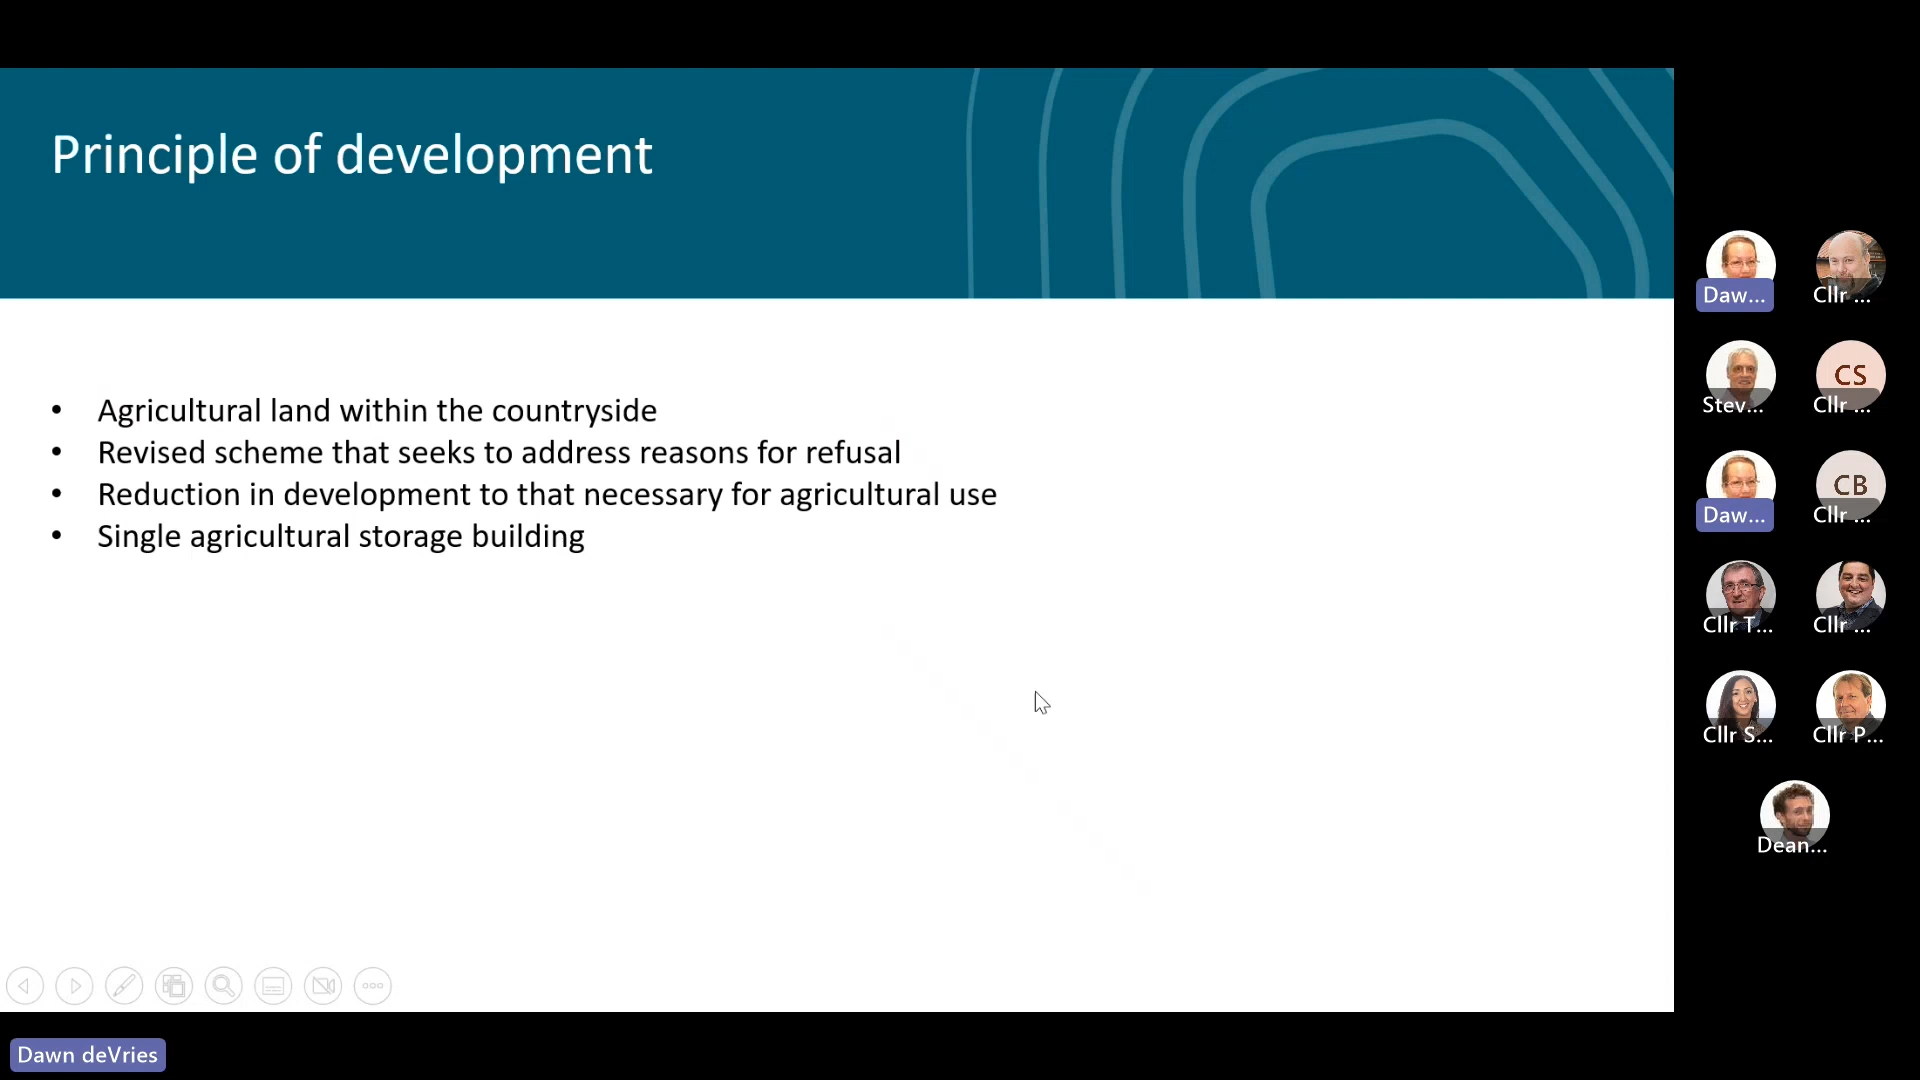 Principle of development
• Agricultural land within the countryside
• Revised scheme that seeks to address reasons for refusal
• Reduction in development to that necessary for agricultural use
• Single agricultural storage building
Daw...
Cllr ...
Stev...
CS
Cllr ...
Daw...
CB
Cllr ...
Cllr T...
Cllr ...
Cllr S...
Cllr P...
Dean...
Dawn deVries